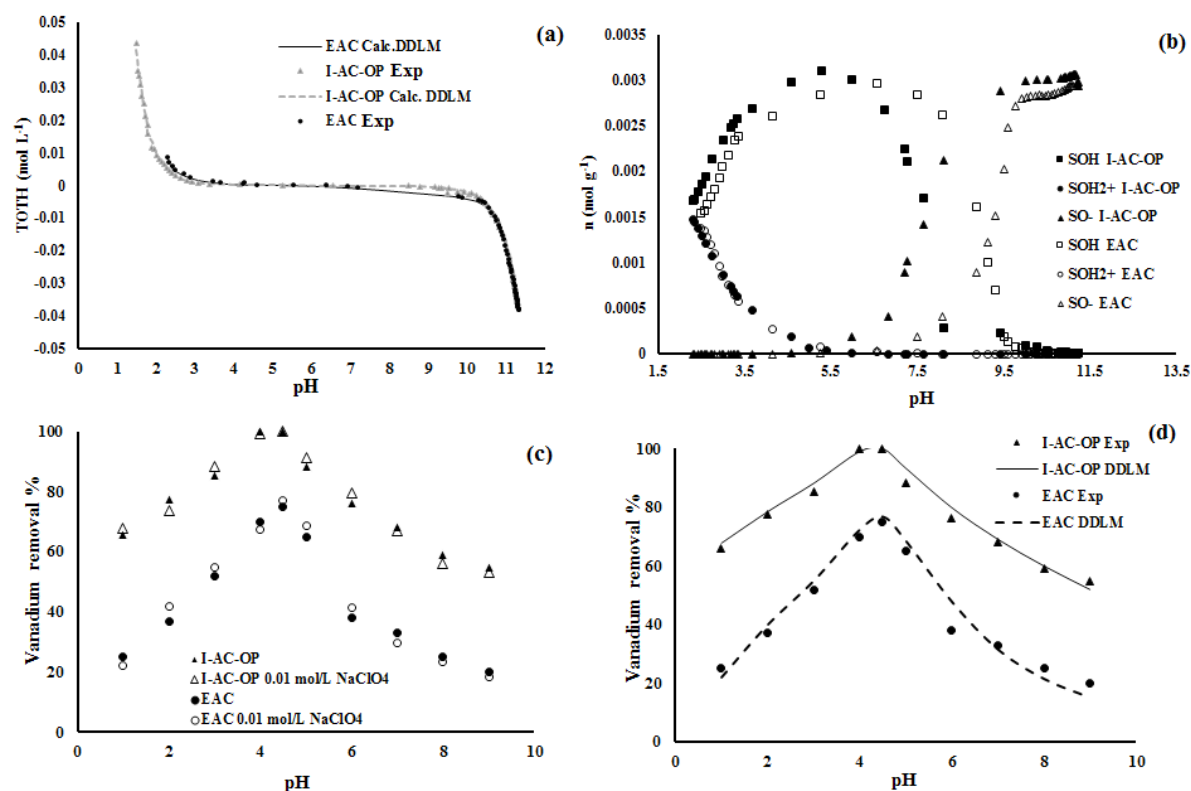 (a)
TOTH (mol L-1)
0.05
0.04
0.03
0.02
0.01
0
-0.01
-0.02
-0.03
-0.04
-0.05
EAC Calc.DDLM
I-AC-OP Exp
I-AC-OP Calc. DDLM
EAC Exp
0 1 2 3 4 5 6 7 8 9 10 11 12
pH
(b)
n (mol g-1)
0.0035
0.003
0.0025
0.002
0.0015
0.001
0.0005
0
SOH I-AC-OP
SOH2+ I-AC-OP
SO- I-AC-OP
SOH EAC
SOH2+ EAC
SO- EAC
1.5 3.5 5.5 7.5 9.5 11.5 13.5
pH
(c)
Vanadium removal %
100
80
60
40
20
0
I-AC-OP
I-AC-OP 0.01 mol/L NaClO4
EAC
EAC 0.01 mol/L NaClO4
0 2 4 6 8 10
pH
(d)
Vanadium removal %
100
80
60
40
20
0
I-AC-OP Exp
I-AC-OP DDLM
EAC Exp
EAC DDLM
0 2 4 6 8 10
pH